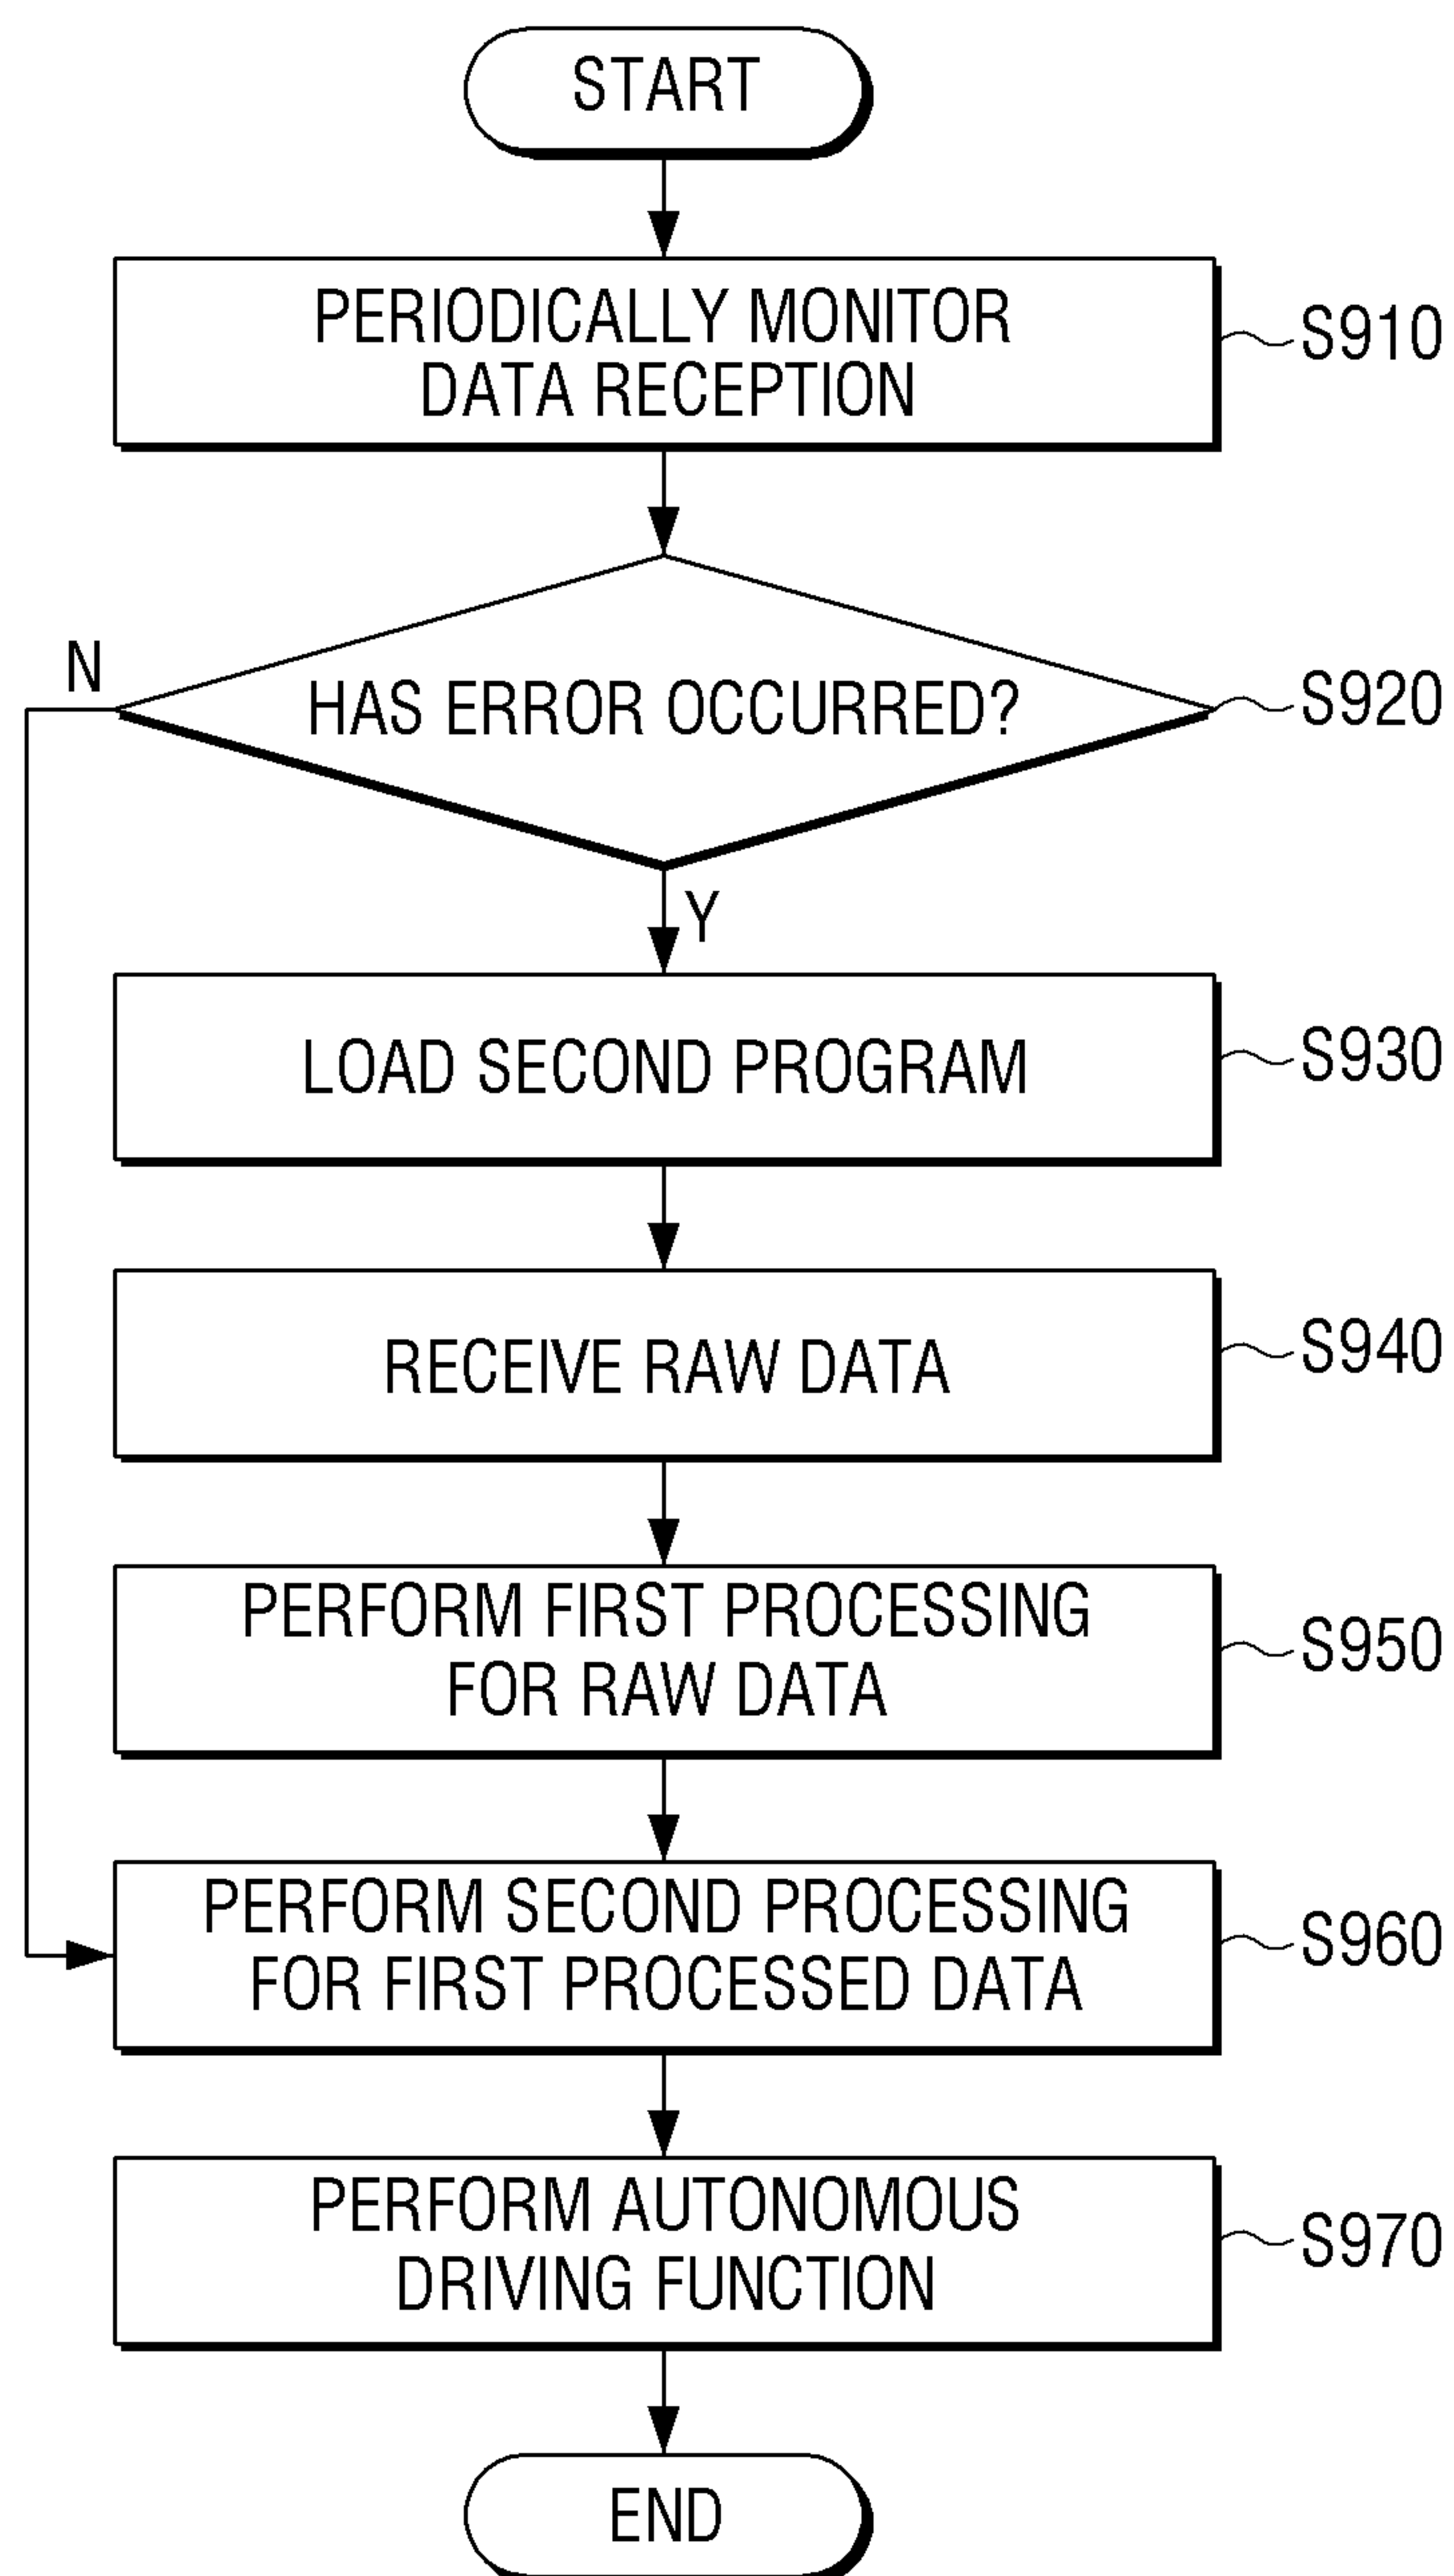 START
PERIODICALLY MONITOR
DATA RECEPTION
S910
HAS ERROR OCCURRED?
S920
N
Y
LOAD SECOND PROGRAM
S930
RECEIVE RAW DATA
S940
PERFORM FIRST PROCESSING
FOR RAW DATA
S950
PERFORM SECOND PROCESSING
FOR FIRST PROCESSED DATA
S960
PERFORM AUTONOMOUS
DRIVING FUNCTION
S970
END